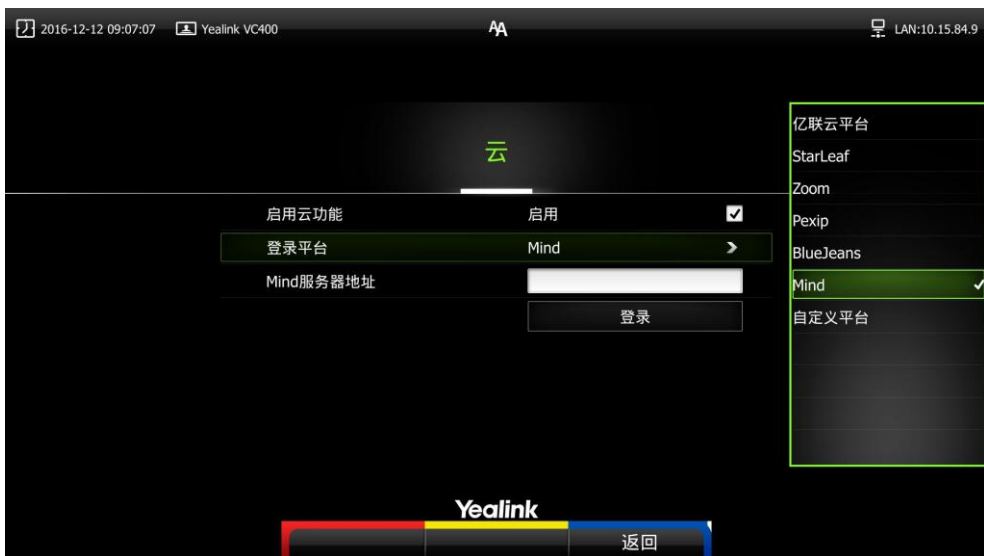 2016-12-12 09:07:07 Yealink VC400 AA LAN:10.15.84.9
云
启用云功能 启用
登录平台 Mind
Mind服务器地址
登录
亿联云平台
StarLeaf
Zoom
Pexip
BlueJeans
Mind
自定义平台
Yealink
返回